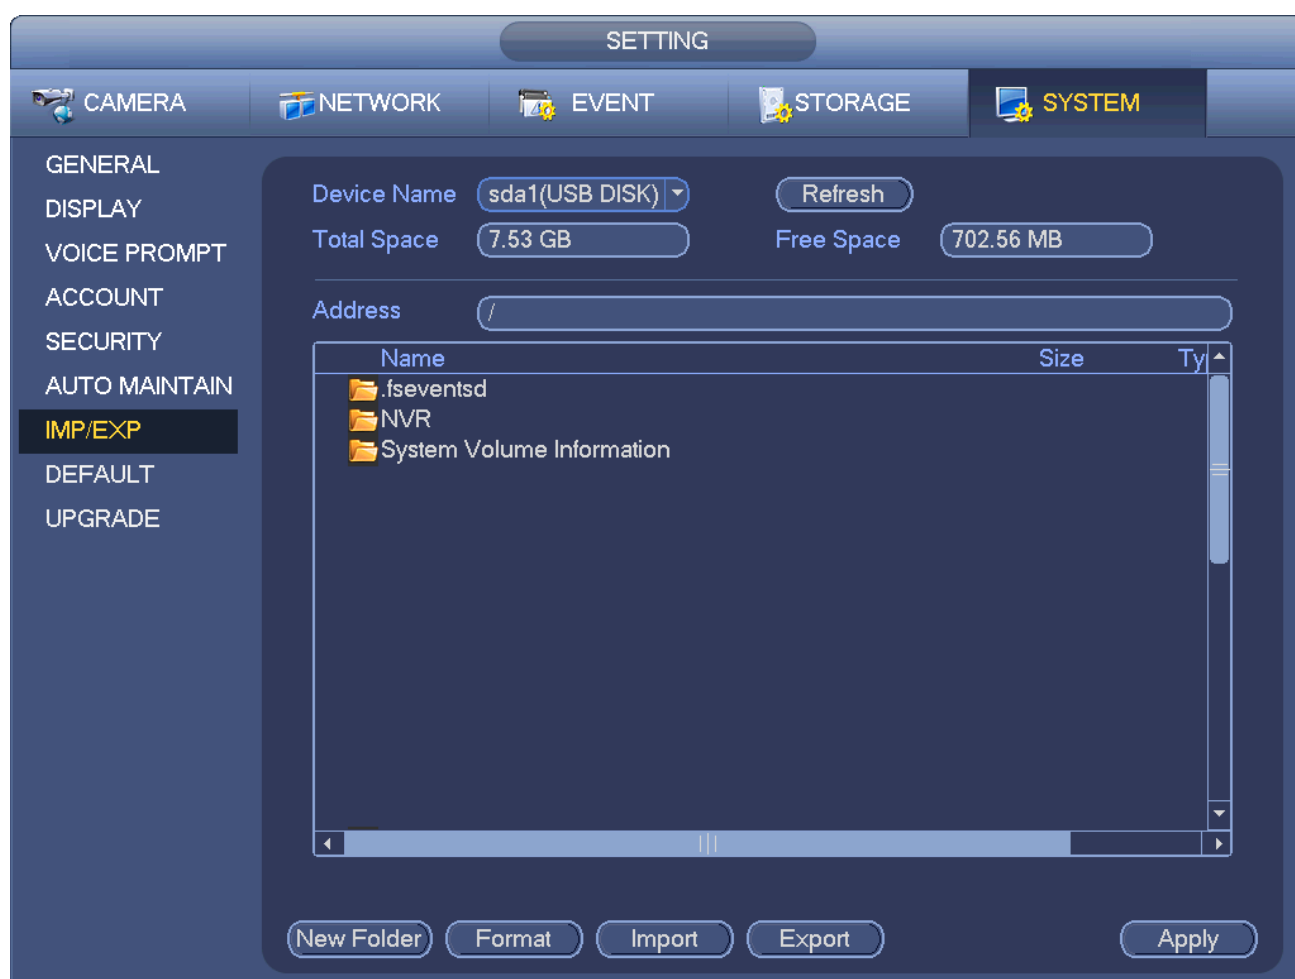 SETTING
CAMERA NETWORK EVENT STORAGE SYSTEM
GENERAL
DISPLAY
VOICE PROMPT
ACCOUNT
SECURITY
AUTO MAINTAIN
IMP/EXP
DEFAULT
UPGRADE
Device Name sda1(USB DISK) Refresh
Total Space 7.53 GB Free Space 702.56 MB
Address /
Name Size Ty
.fseventsd
NVR
System Volume Information
New Folder Format Import Export Apply